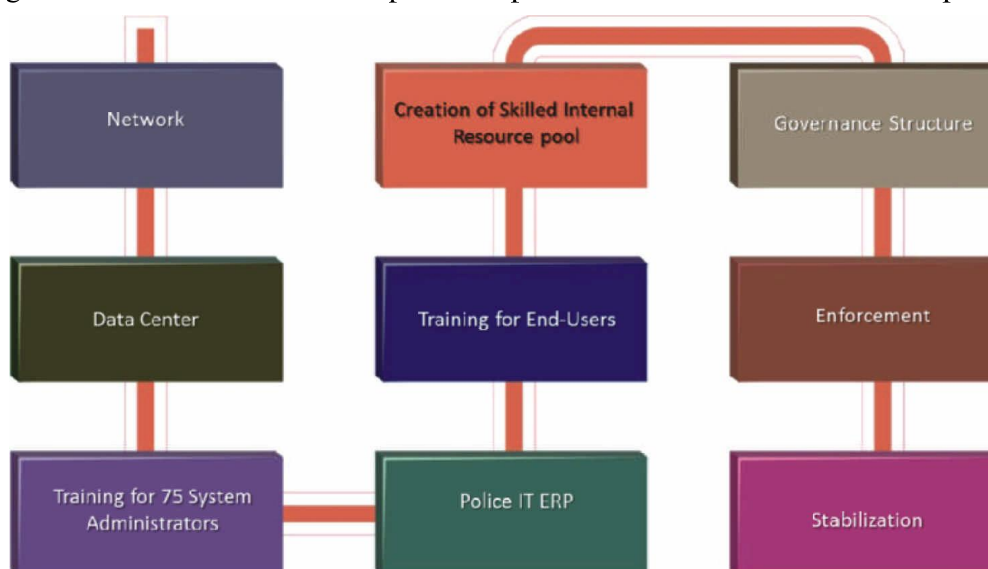 Network
Data Center
Training for 75 System
Administrators
Police IT ERP
Training for End-Users
Creation of Skilled Internal
Resource pool
Governance Structure
Enforcement
Stabilization